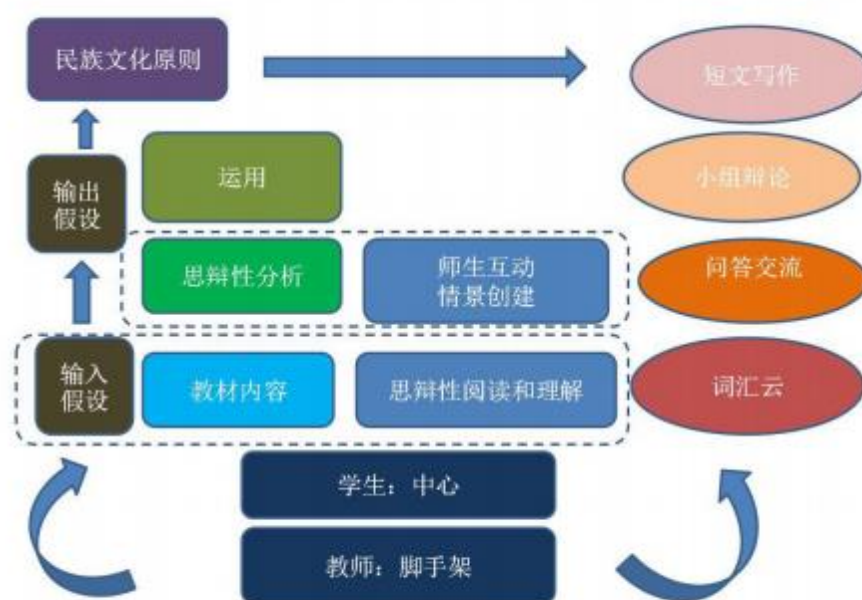 民族文化原则
短文写作
输出
假设
运用
小组辩论
思辩性分析
师生互动
情景创建
问答交流
输入
假设
教材内容
思辩性阅读和理解
词汇云
学生：中心
教师：脚手架